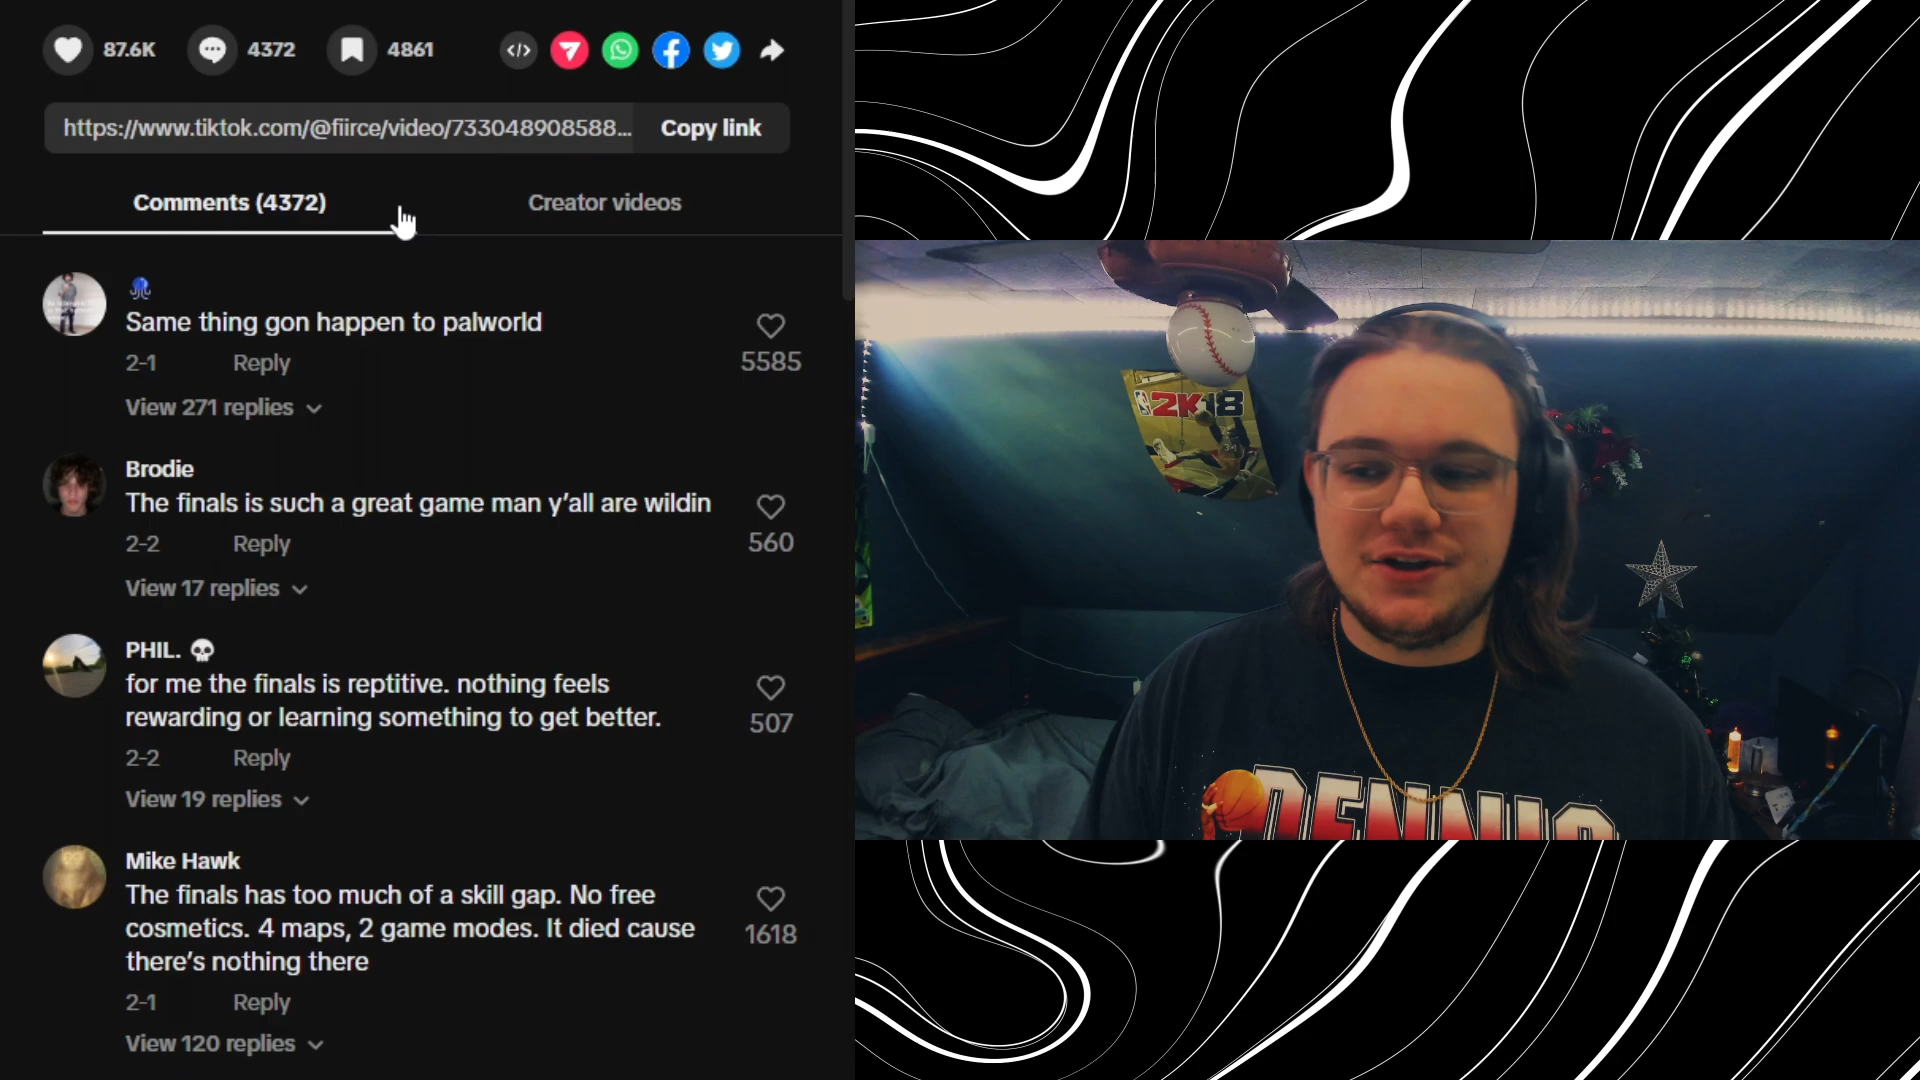 87.6K 4372 4861
https://www.tiktok.com/@fiirce/video/733048908588... Copy link
Comments (4372) Creator videos
Same thing gon happen to palworld
5585
2-1 Reply
View 271 replies
Brodie
The finals is such a great game man y’all are wildin
560
2-2 Reply
View 17 replies
PHIL.
for me the finals is reptitive. nothing feels
rewarding or learning something to get better.
507
2-2 Reply
View 19 replies
Mike Hawk
The finals has too much of a skill gap. No free
cosmetics. 4 maps, 2 game modes. It died cause
there’s nothing there
1618
2-1 Reply
View 120 replies
2K18
34
DENNIS